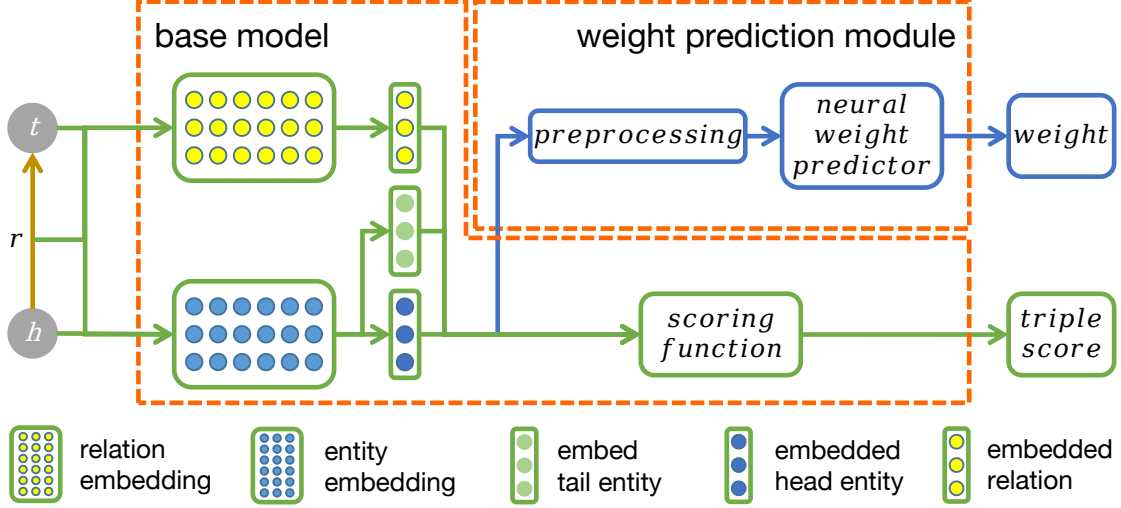 base model
weight prediction module
t
r
h
preprocessing
neural
weight
predictor
weight
scoring
function
triple
score
relation
embedding
entity
embedding
embed
tail entity
embedded
head entity
embedded
relation